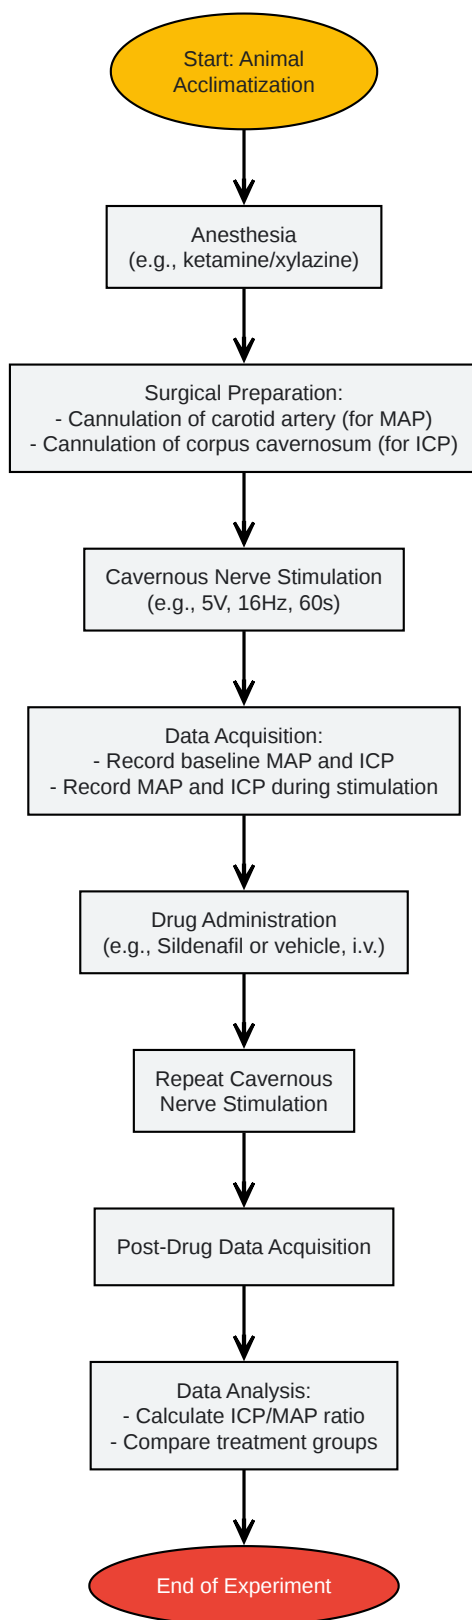 Start: Animal
Acclimatization
Anesthesia
(e.g., ketamine/xylazine)
Surgical Preparation:
- Cannulation of carotid artery (for MAP)
- Cannulation of corpus cavernosum (for ICP)
Cavernous Nerve Stimulation
(e.g., 5V, 16Hz, 60s)
Data Acquisition:
- Record baseline MAP and ICP
- Record MAP and ICP during stimulation
Drug Administration
(e.g., Sildenafil or vehicle, i.v.)
Repeat Cavernous
Nerve Stimulation
Post-Drug Data Acquisition
Data Analysis:
- Calculate ICP/MAP ratio
- Compare treatment groups
End of Experiment